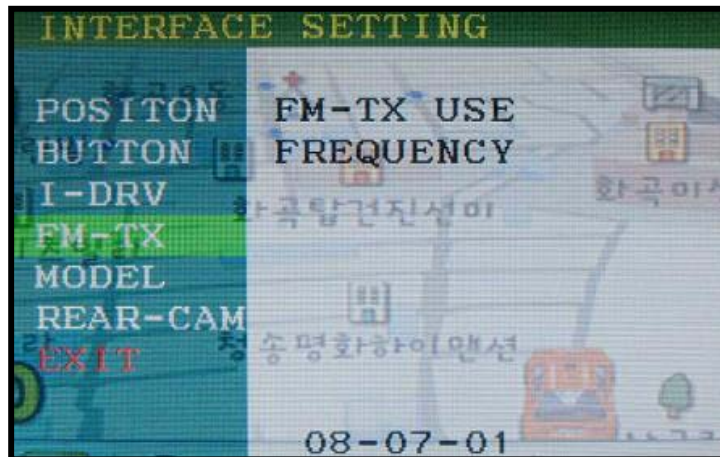 INTERFACE SETTING
POSITON FM-TX USE
BUTTON FREQUENCY
I-DRV
화곡탑건진선미
FM-TX
MODEL
REAR-CAM
청송평화하이맨션
EXIT
08-07-01